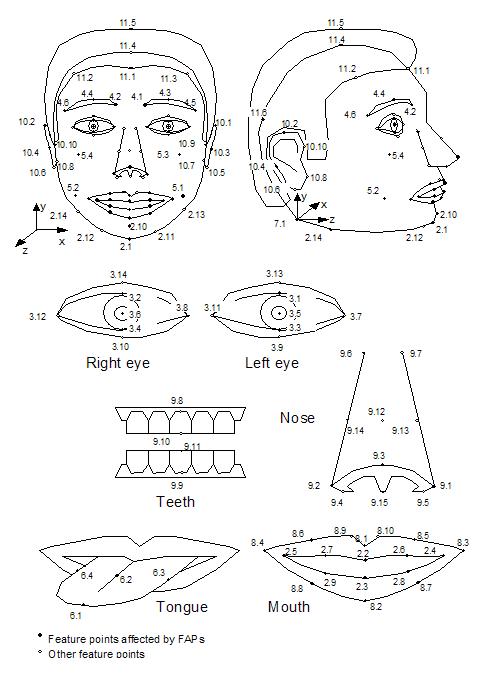 11.5
11.4
11.2 11.1 11.3
4.4 4.2 4.1 4.3
4.6 4.5
10.2 10.1
10.10 10.9
10.4 5.4 5.3 10.3
10.8 10.7
10.6 10.5
5.2 5.1
y
2.14 2.10 2.13
x
z
2.12 2.1 2.11
11.5
11.4
11.2 11.1
4.4
4.6 4.2
11.6
10.2
10.10
5.4
10.4
10.8
10.6
5.2
y
x
z
7.1
2.10
2.14 2.12 2.1
3.14
3.2
3.12 3.6 3.8
3.4
3.10
Right eye
3.13
3.1
3.11 3.5 3.7
3.3
3.9
Left eye
9.8
9.10 9.11
9.9
Teeth
9.6 9.7
Nose
9.12
9.14 9.13
9.3
9.2 9.1
9.4 9.15 9.5
6.4 6.2 6.3
6.1
Tongue
8.6 8.9 8.1 8.10 8.5
8.4 8.3
2.5 2.7 2.2 2.6 2.4
8.8 2.9 2.3 2.8 8.7
8.2
Mouth
Feature points affected by FAPs
Other feature points